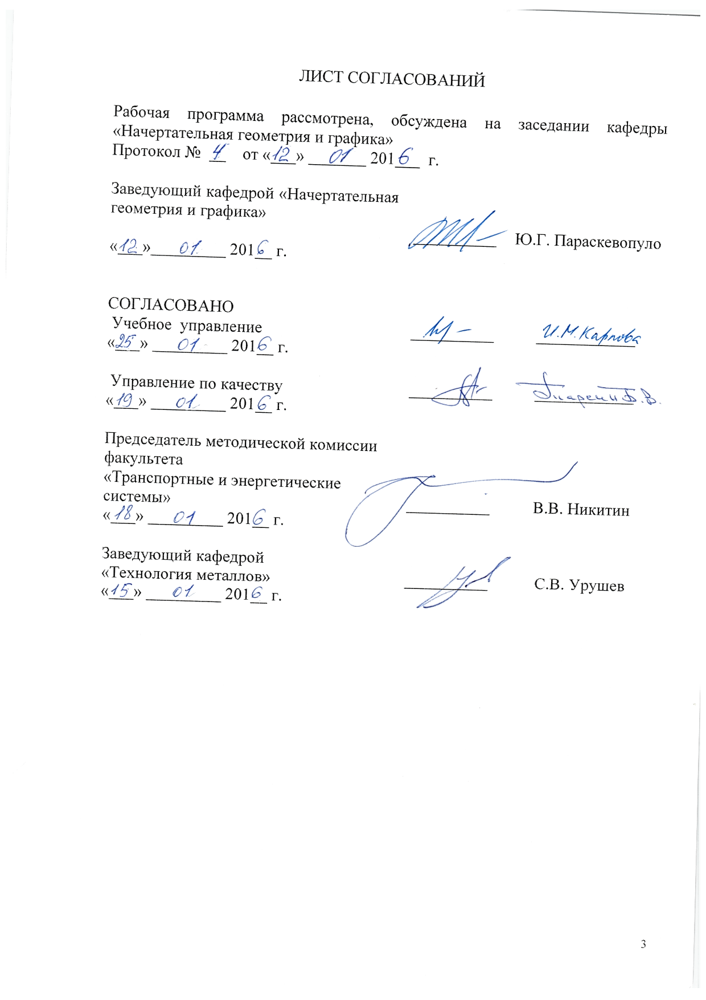 ЛИСТ СОГЛАСОВАНИЙ
Рабочая программа рассмотрена, обсуждена на заседании кафедры
«Начертательная геометрия и графика»
Протокол № 4 от «12» 01 2016 г.
Заведующий кафедрой «Начертательная
геометрия и графика»
«12» 01 2016 г. Ю.Г. Параскевопуло
СОГЛАСОВАНО
Учебное управление
«25» 01 2016 г. И.М. Карпова
Управление по качеству
«19» 01 2016 г. Б.В.
Председатель методической комиссии
факультета
«Транспортные и энергетические
системы»
«18» 01 2016 г. В.В. Никитин
Заведующий кафедрой
«Технология металлов»
«15» 01 2016 г. С.В. Урушев
3